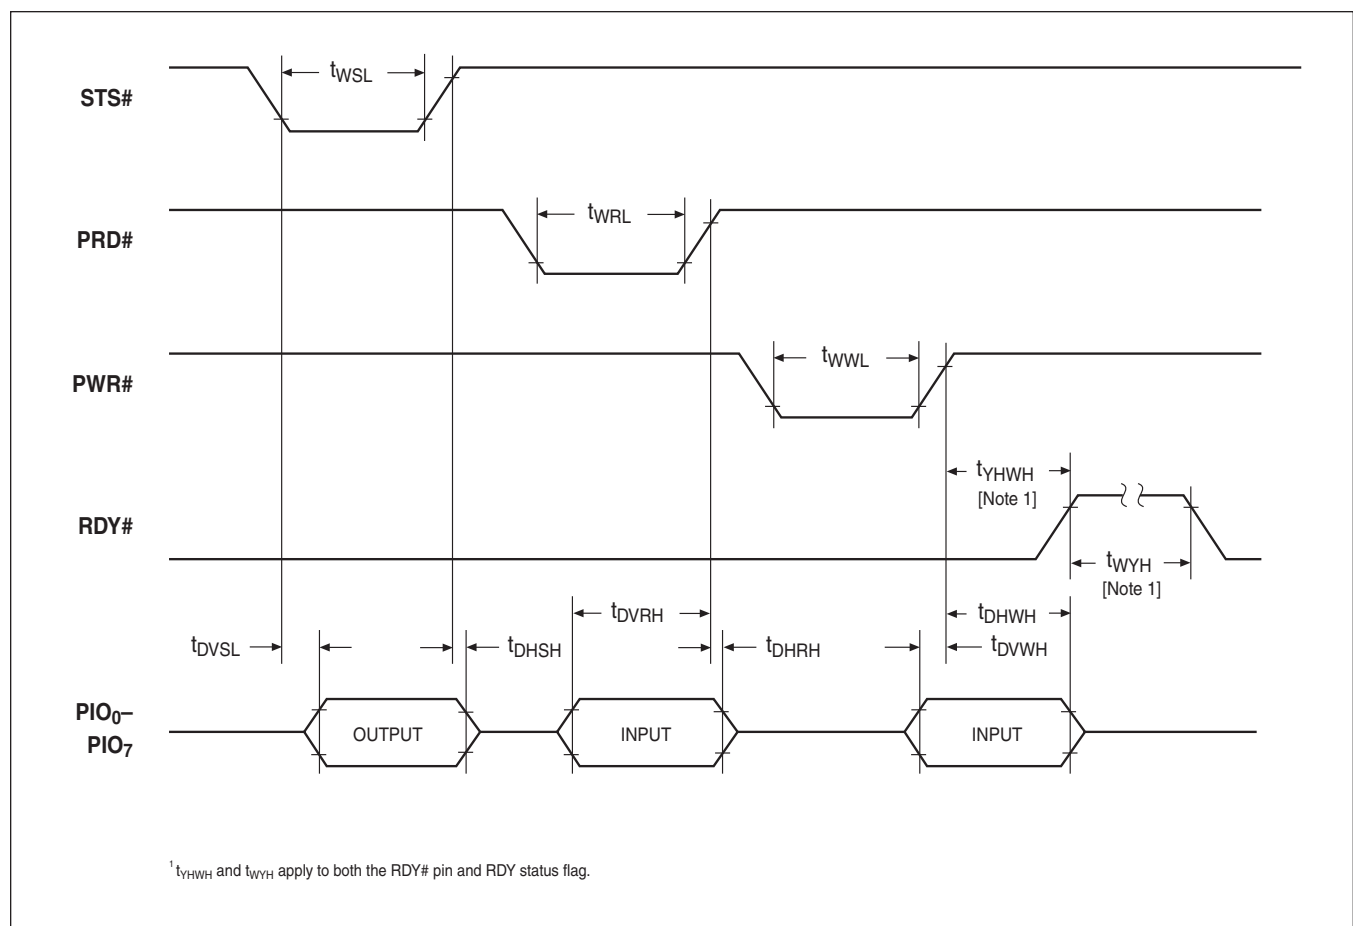 STS#
tWSL
PRD#
tWRL
PWR#
tWWL
tYHWH
[Note 1]
RDY#
tWYH
[Note 1]
tDVRH
tDHWH
tDVSL
tDHSH
tDHRH
tDVWH
PIO0–
PIO7
OUTPUT
INPUT
INPUT
1 tYHWH and tWYH apply to both the RDY# pin and RDY status flag.